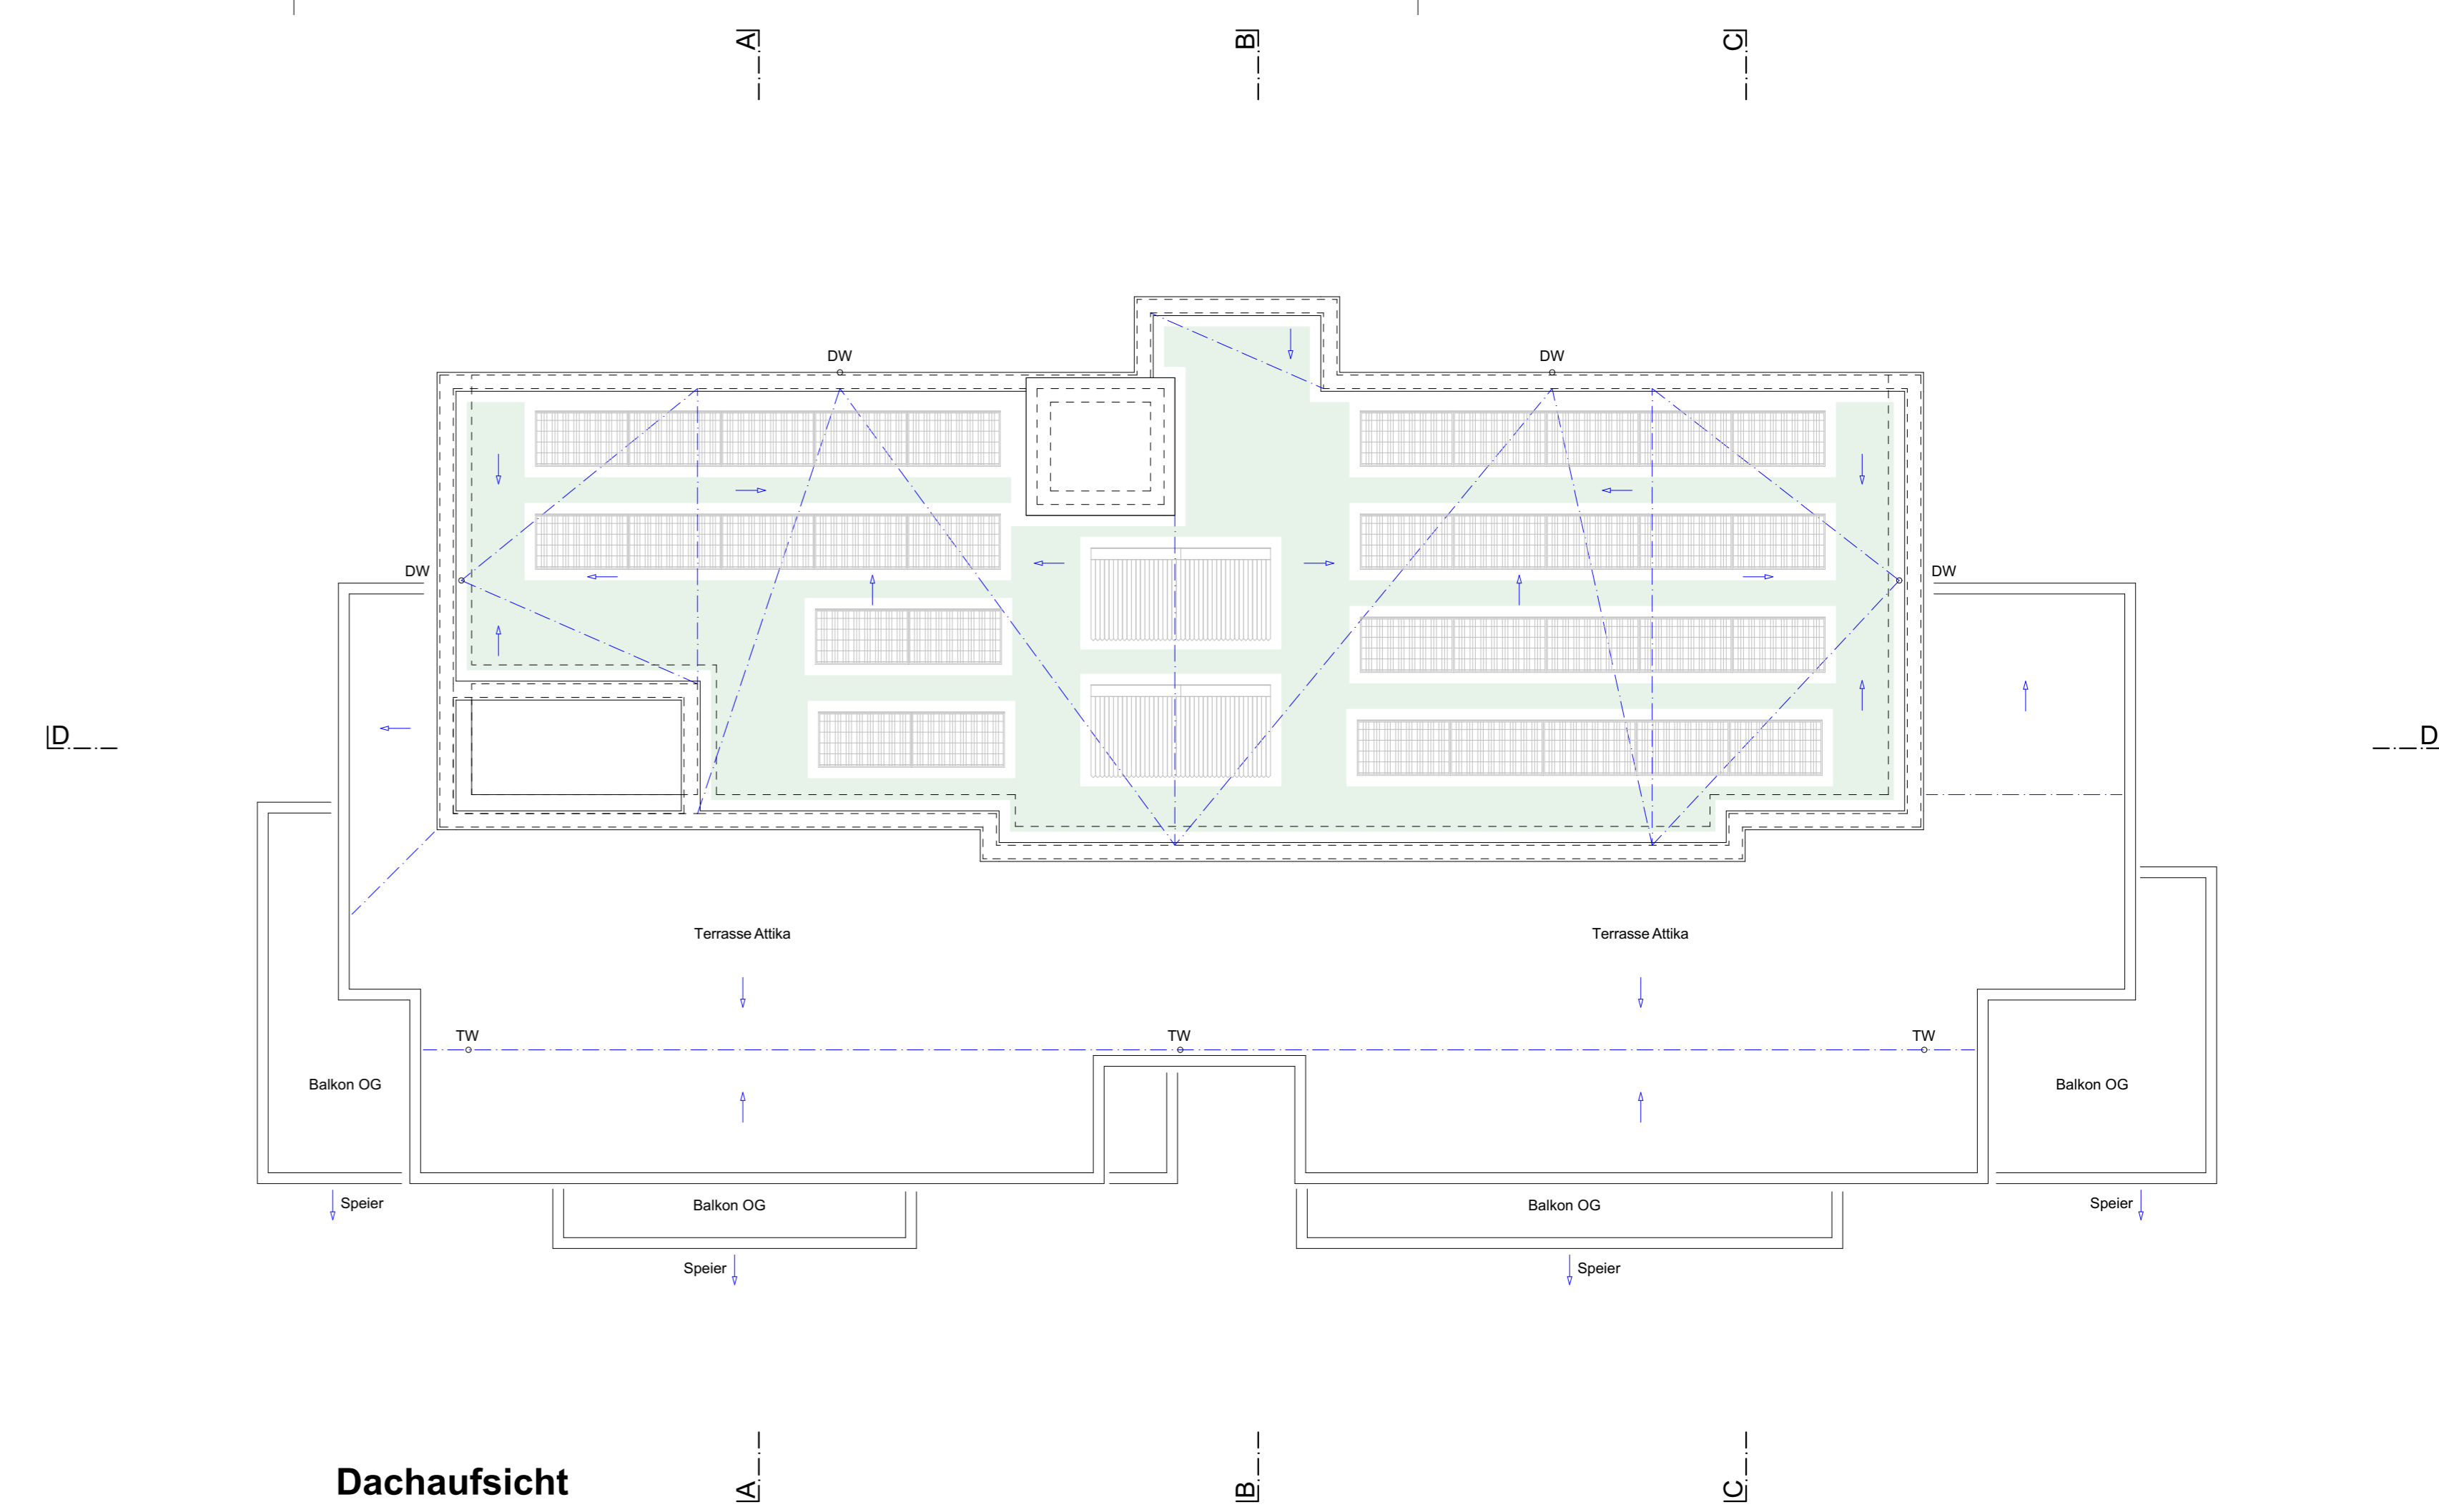 A
B
C
DW
DW
DW
DW
D
D
Terrasse Attika
Terrasse Attika
TW
TW
TW
Balkon OG
Balkon OG
Speier
Balkon OG
Balkon OG
Speier
Speier
Speier
Dachaufsicht
A
B
C